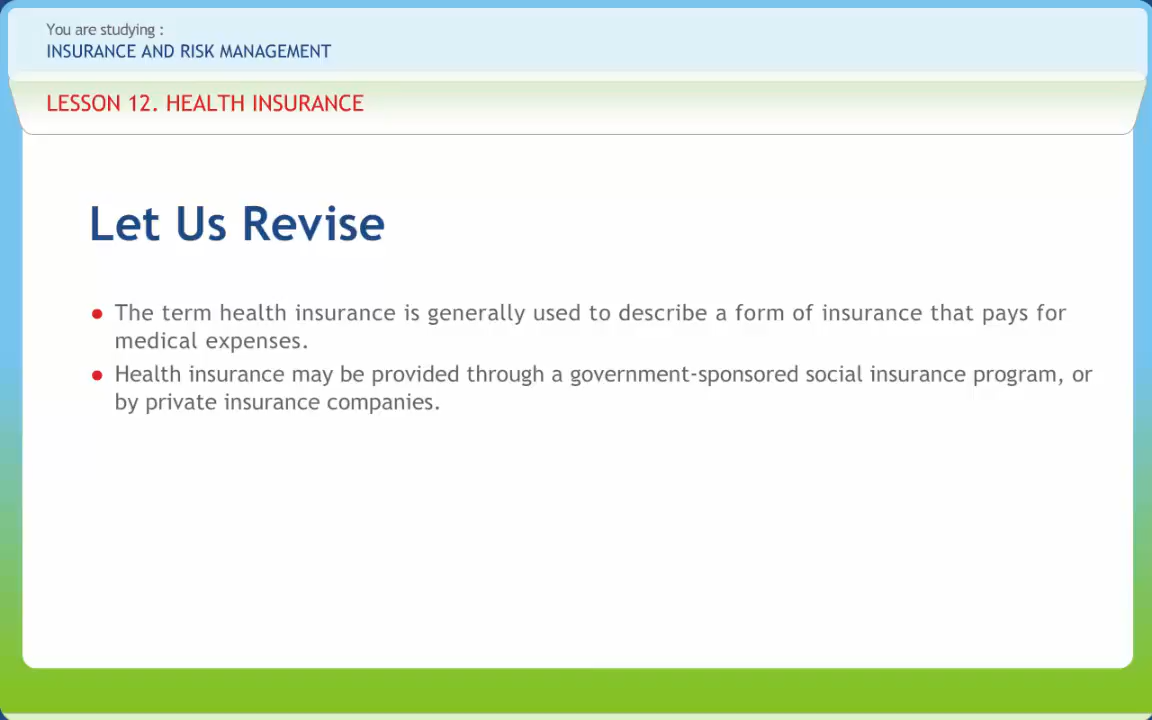 You are studying :
INSURANCE AND RISK MANAGEMENT
LESSON 12. HEALTH INSURANCE
Let Us Revise
● The term health insurance is generally used to describe a form of insurance that pays for
medical expenses.
● Health insurance may be provided through a government-sponsored social insurance program, or
by private insurance companies.